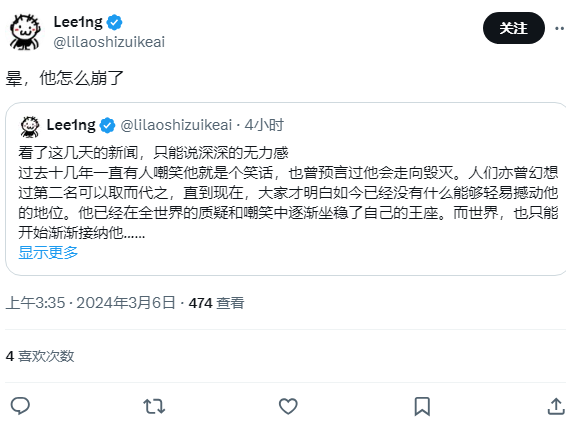 Lee1ng
@lilaoshizuikeai
关注
晕，他怎么崩了
Lee1ng @lilaoshizuikeai · 4小时
看了这几天的新闻，只能说深深的无力感
过去十几年一直有人嘲笑他就是个笑话，也曾预言过他会走向毁灭。人们亦曾幻想
过第二名可以取而代之，直到现在，大家才明白如今已经没有什么能够轻易撼动他
的地位。他已经在全世界的质疑和嘲笑中逐渐坐稳了自己的王座。而世界，也只能
开始渐渐接纳他......
显示更多
上午3:35 · 2024年3月6日 · 474 查看
4 喜欢次数